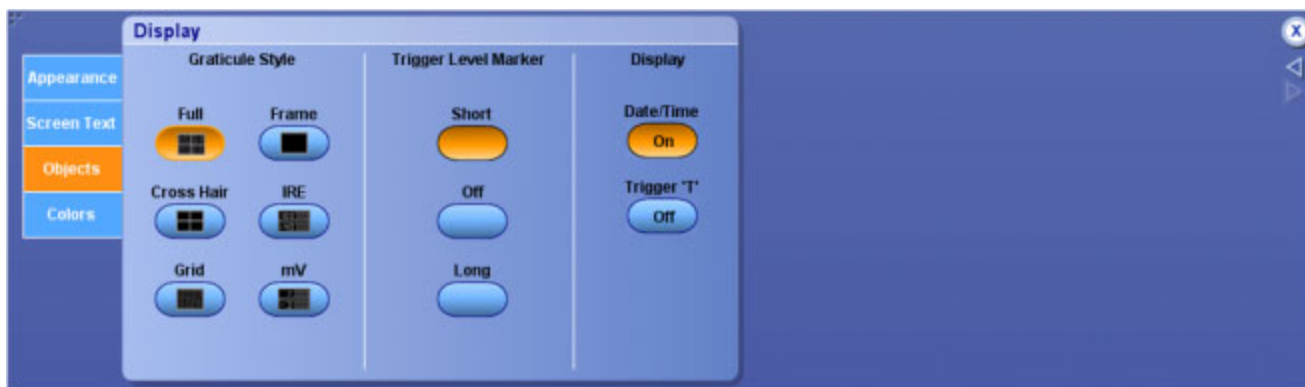 Display
Appearance
Screen Text
Objects
Colors
Graticule Style
Full
Frame
Cross Hair
IRE
Grid
mV
Trigger Level Marker
Short
Off
Long
Display
Date/Time
On
Trigger 'T'
Off
X